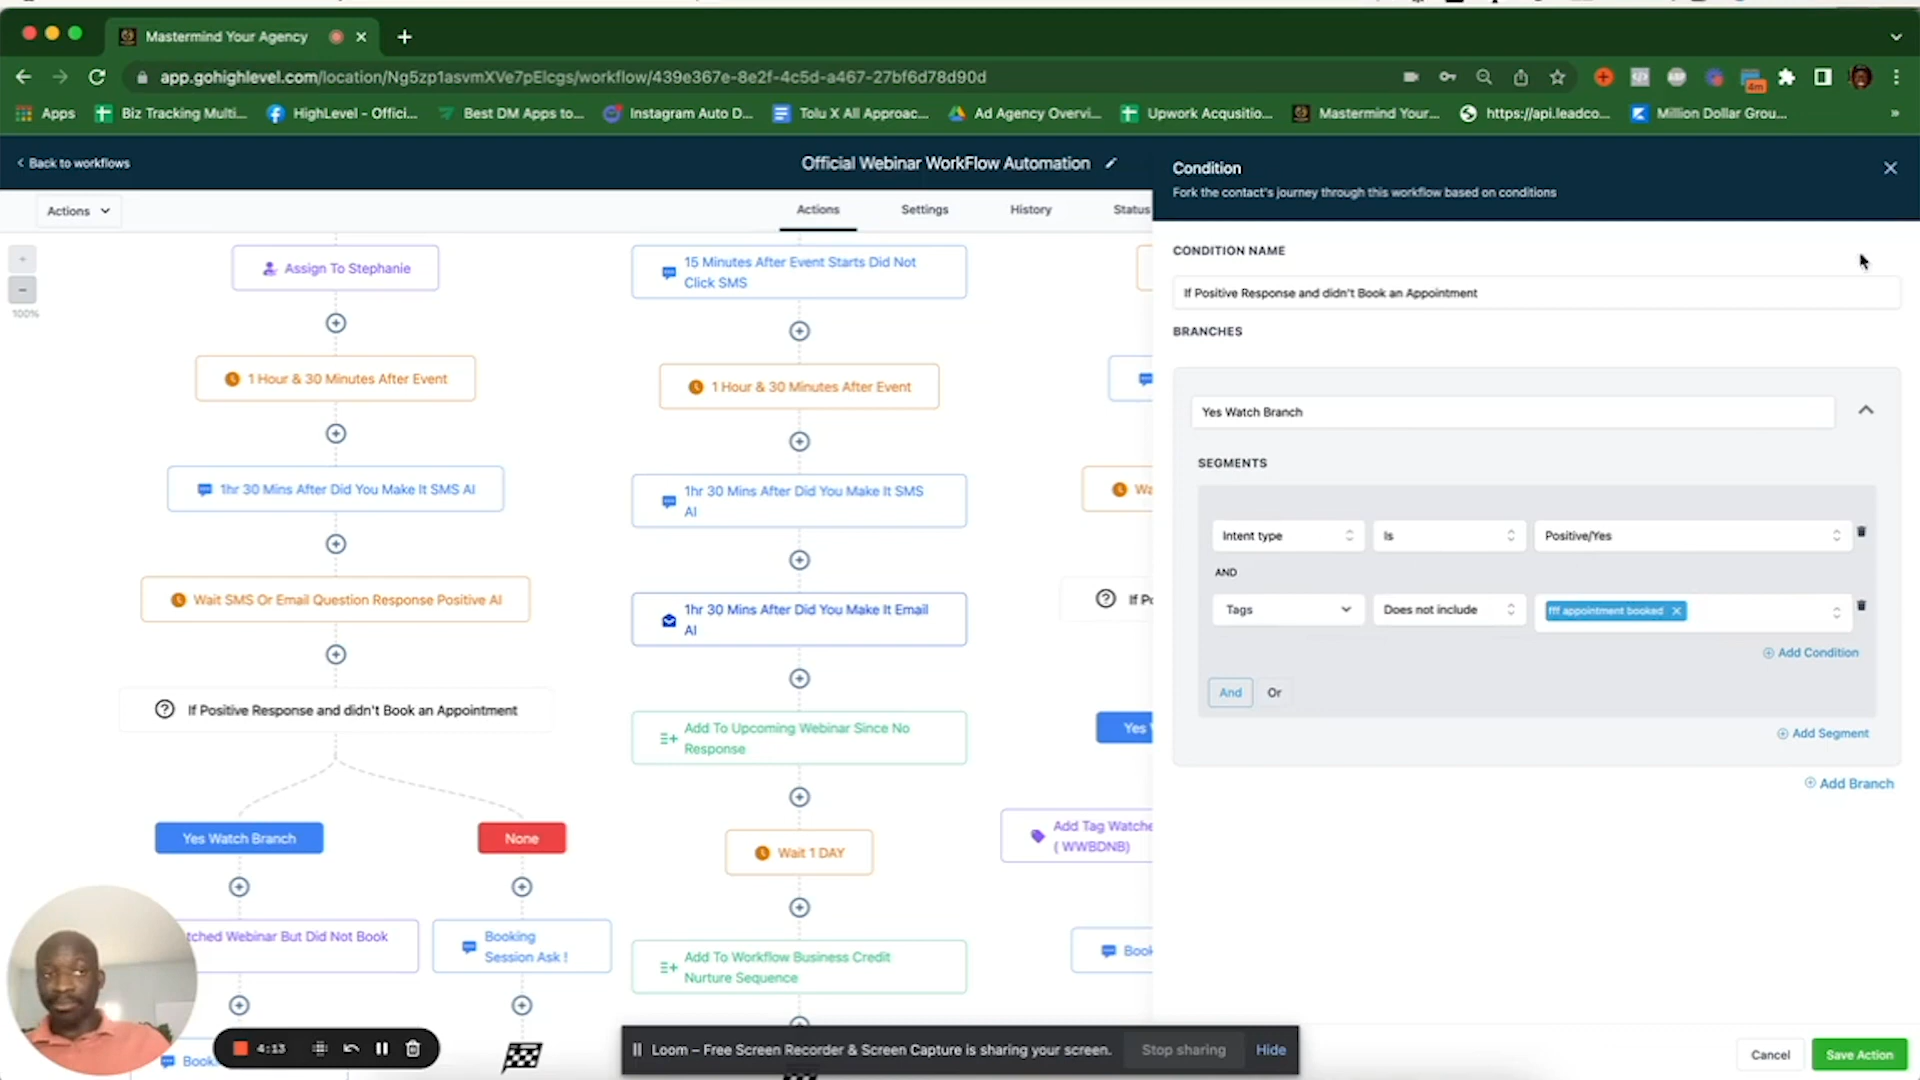 Mastermind Your Agency
app.gohighlevel.com/location/Ng5zp1asvmXVe7pElcgs/workflow/439e367e-8e2f-4c5d-a467-27bf6d78d90d
4m
Apps
Biz Tracking Multi...
HighLevel - Offici...
Best DM Apps to...
Instagram Auto D...
Tolu X All Approac...
Ad Agency Overvi...
Upwork Acqusitio...
Mastermind Your...
https://api.leadco...
Million Dollar Grou...
Back to workflows
Official Webinar WorkFlow Automation
Actions
Actions
Settings
History
Status
100%
Assign To Stephanie
1 Hour & 30 Minutes After Event
1hr 30 Mins After Did You Make It SMS AI
Wait SMS Or Email Question Response Positive AI
If Positive Response and didn't Book an Appointment
Yes Watch Branch
None
tched Webinar But Did Not Book
Booking
Session Ask !
Book
15 Minutes After Event Starts Did Not
Click SMS
1 Hour & 30 Minutes After Event
1hr 30 Mins After Did You Make It SMS
AI
1hr 30 Mins After Did You Make It Email
AI
Add To Upcoming Webinar Since No
Response
Wait 1 DAY
Add To Workflow Business Credit
Nurture Sequence
Wa
If Po
Yes
Add Tag Watche
( WWBDNB)
Book
Condition
Fork the contact's journey through this workflow based on conditions
CONDITION NAME
If Positive Response and didn't Book an Appointment
BRANCHES
Yes Watch Branch
SEGMENTS
Intent type
Is
Positive/Yes
AND
Tags
Does not include
fff appointment booked
Add Condition
And
Or
Add Segment
Add Branch
4:13
Loom – Free Screen Recorder & Screen Capture is sharing your screen.
Stop sharing
Hide
Cancel
Save Action